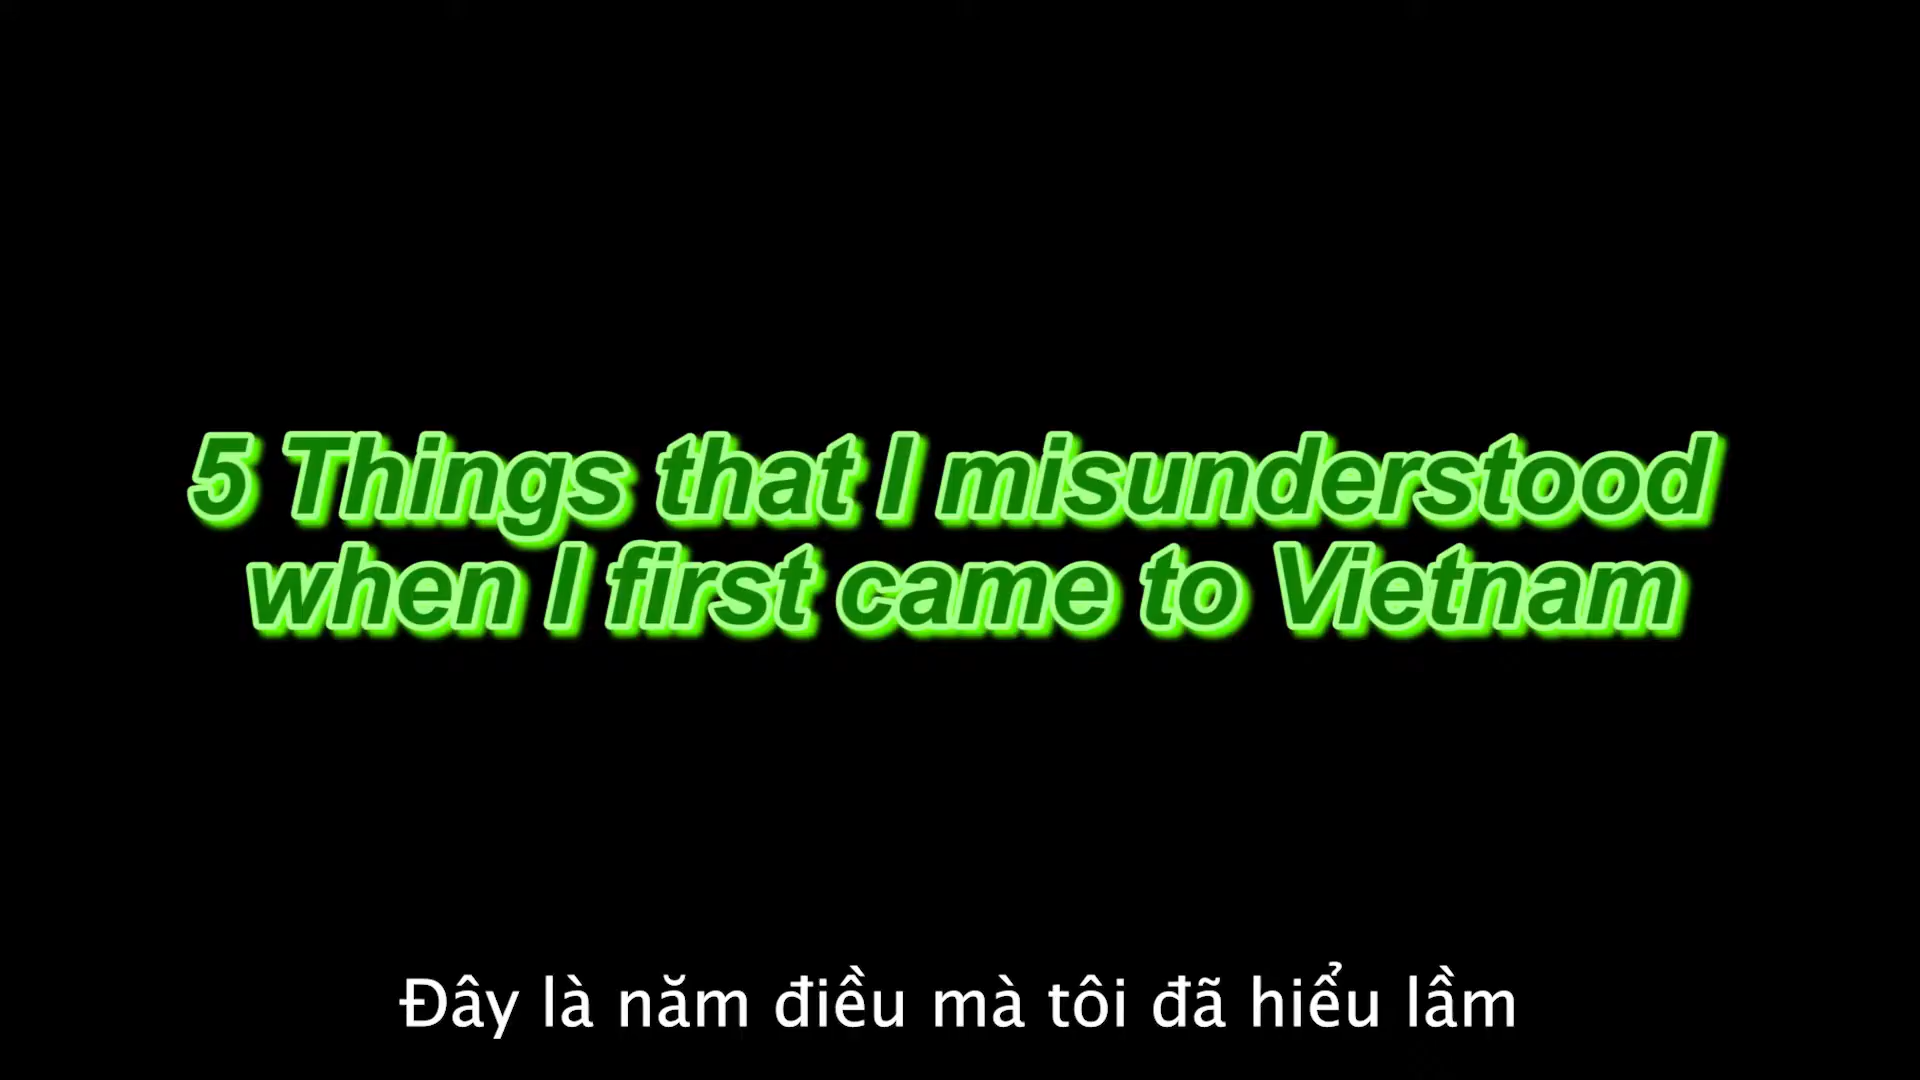 5 Things that I misunderstood
when I first came to Vietnam
Đây là năm điều mà tôi đã hiểu lầm